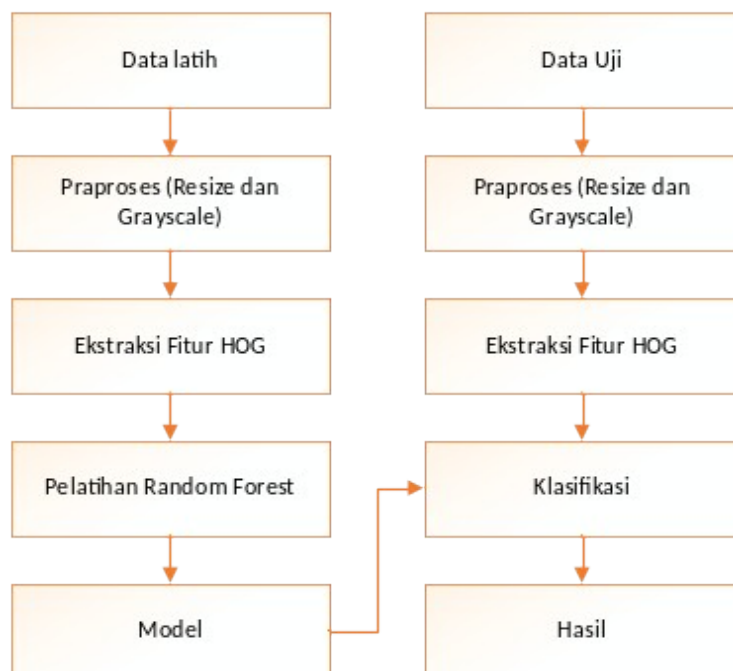 Data latih
Praproses (Resize dan
Grayscale)
Ekstraksi Fitur HOG
Pelatihan Random Forest
Model
Data Uji
Praproses (Resize dan
Grayscale)
Ekstraksi Fitur HOG
Klasifikasi
Hasil